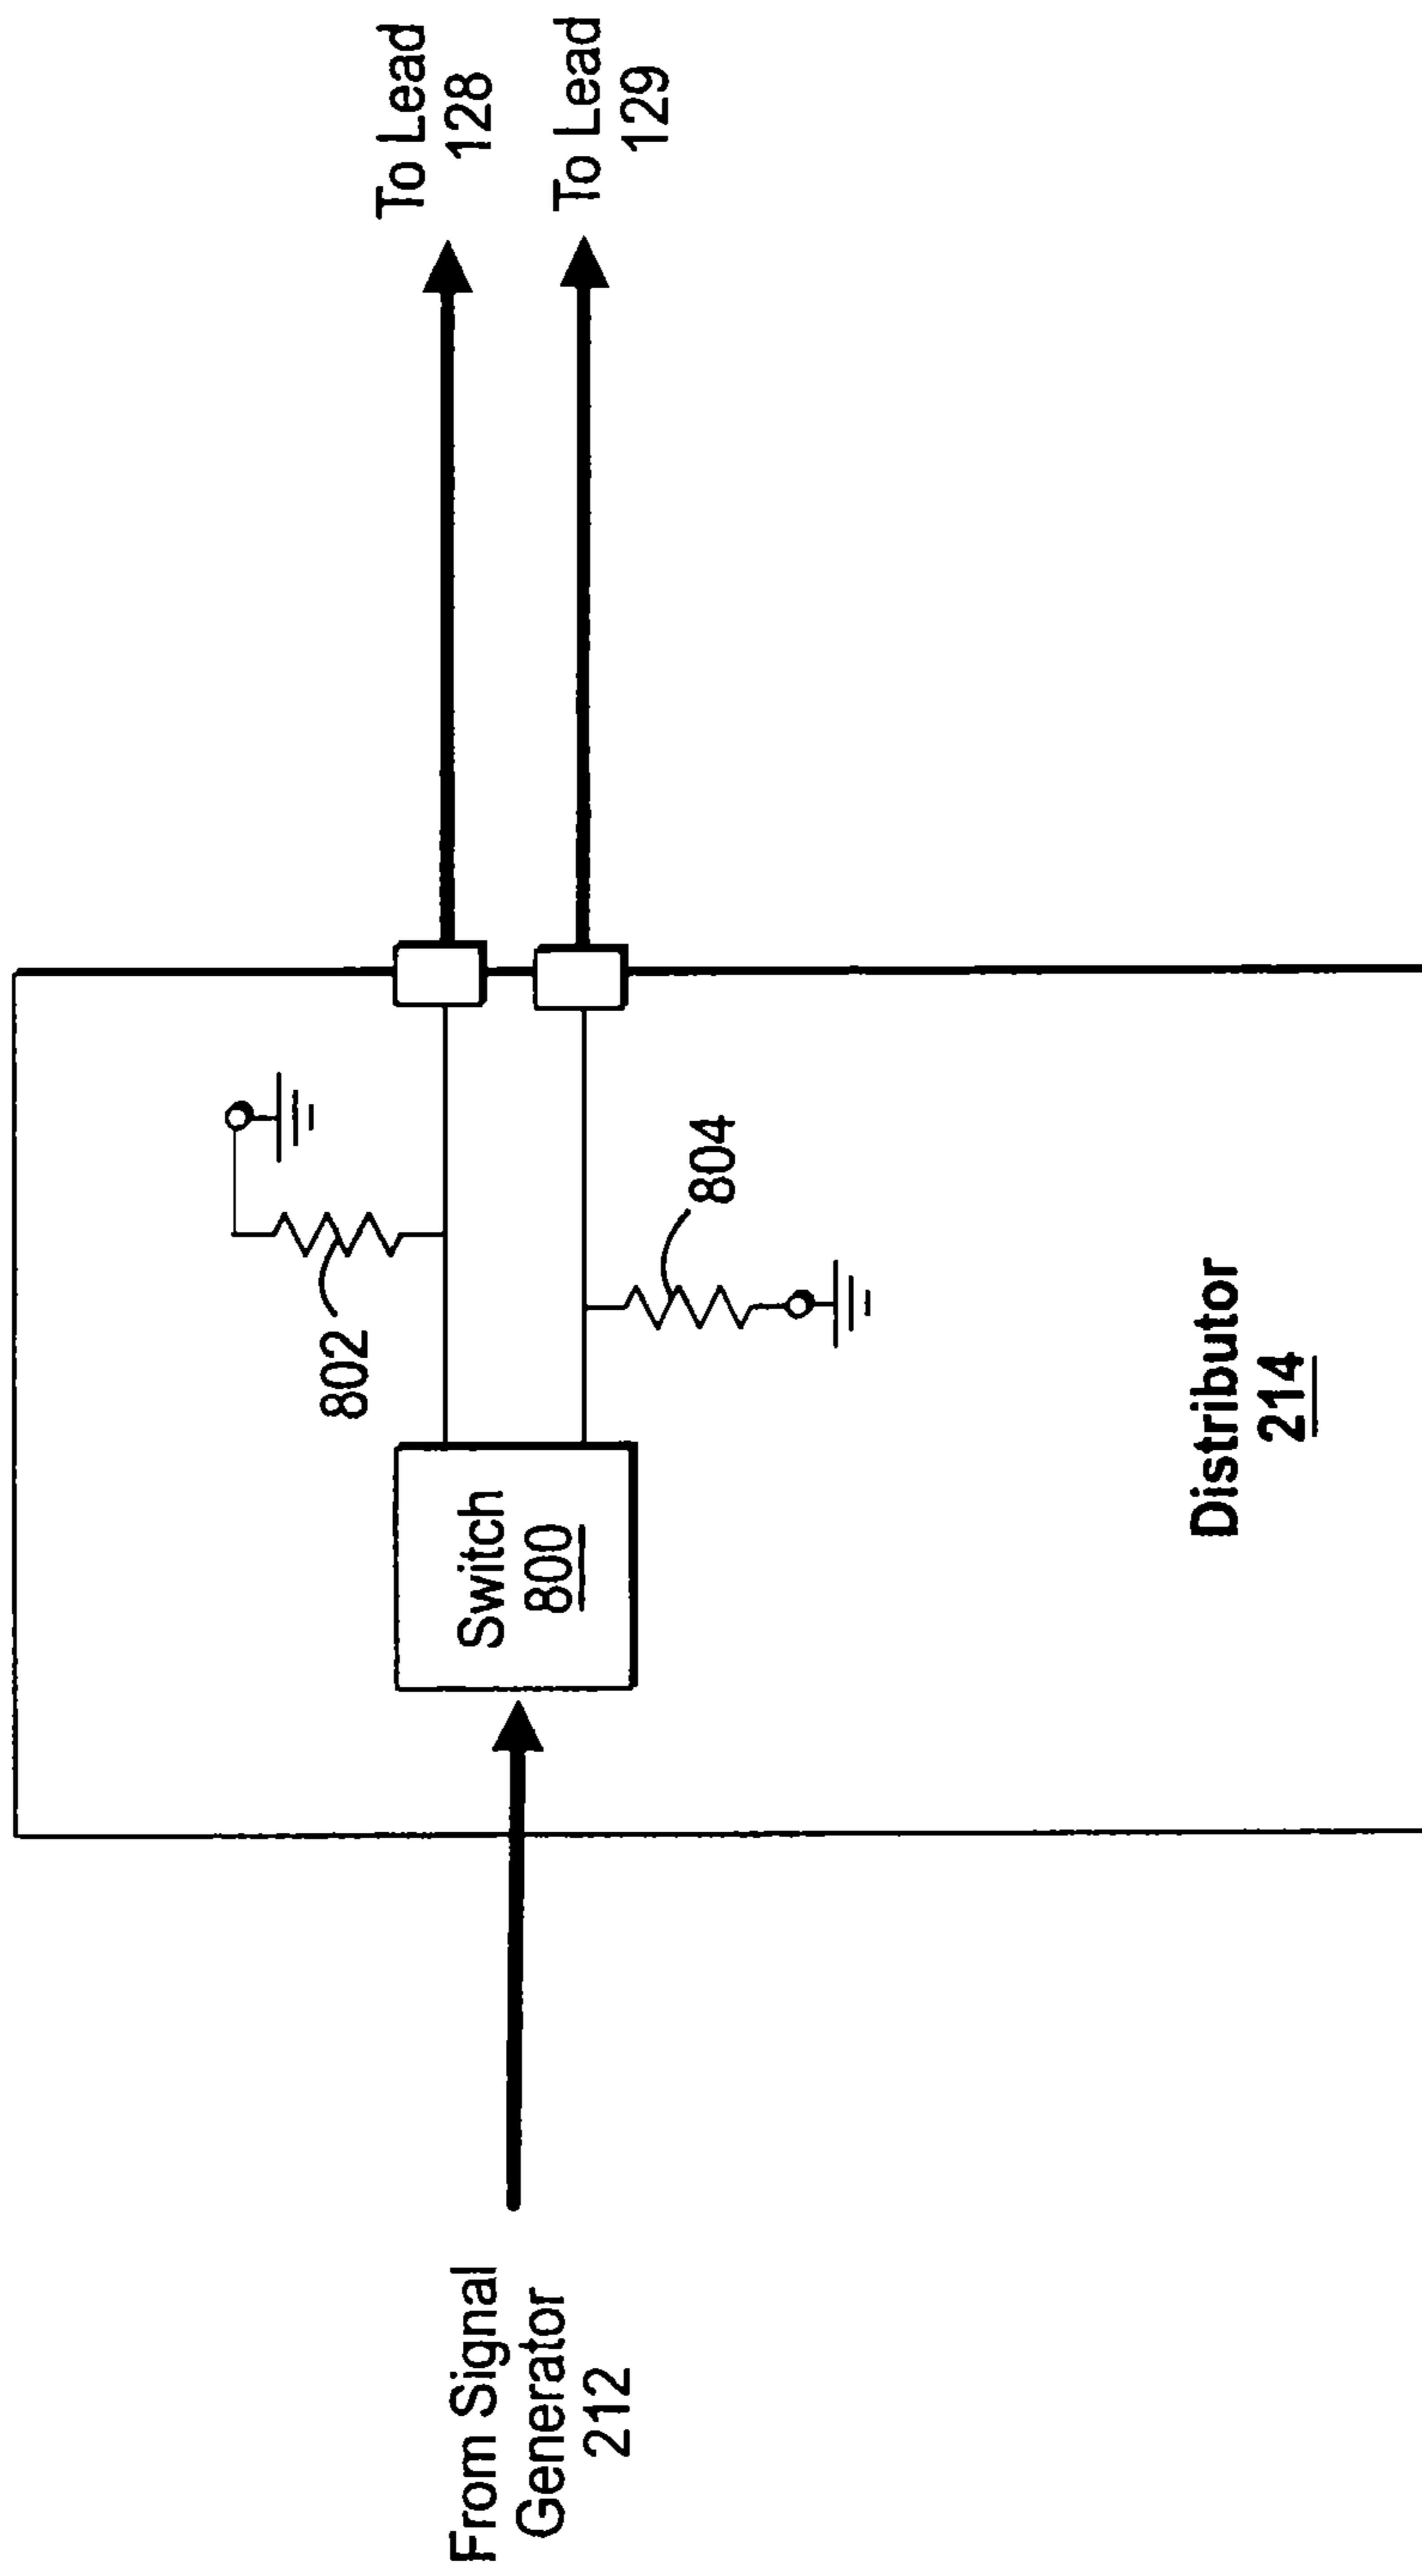 From Signal
Generator
212
Switch
800
802
804
To Lead
128
To Lead
129
Distributor
214